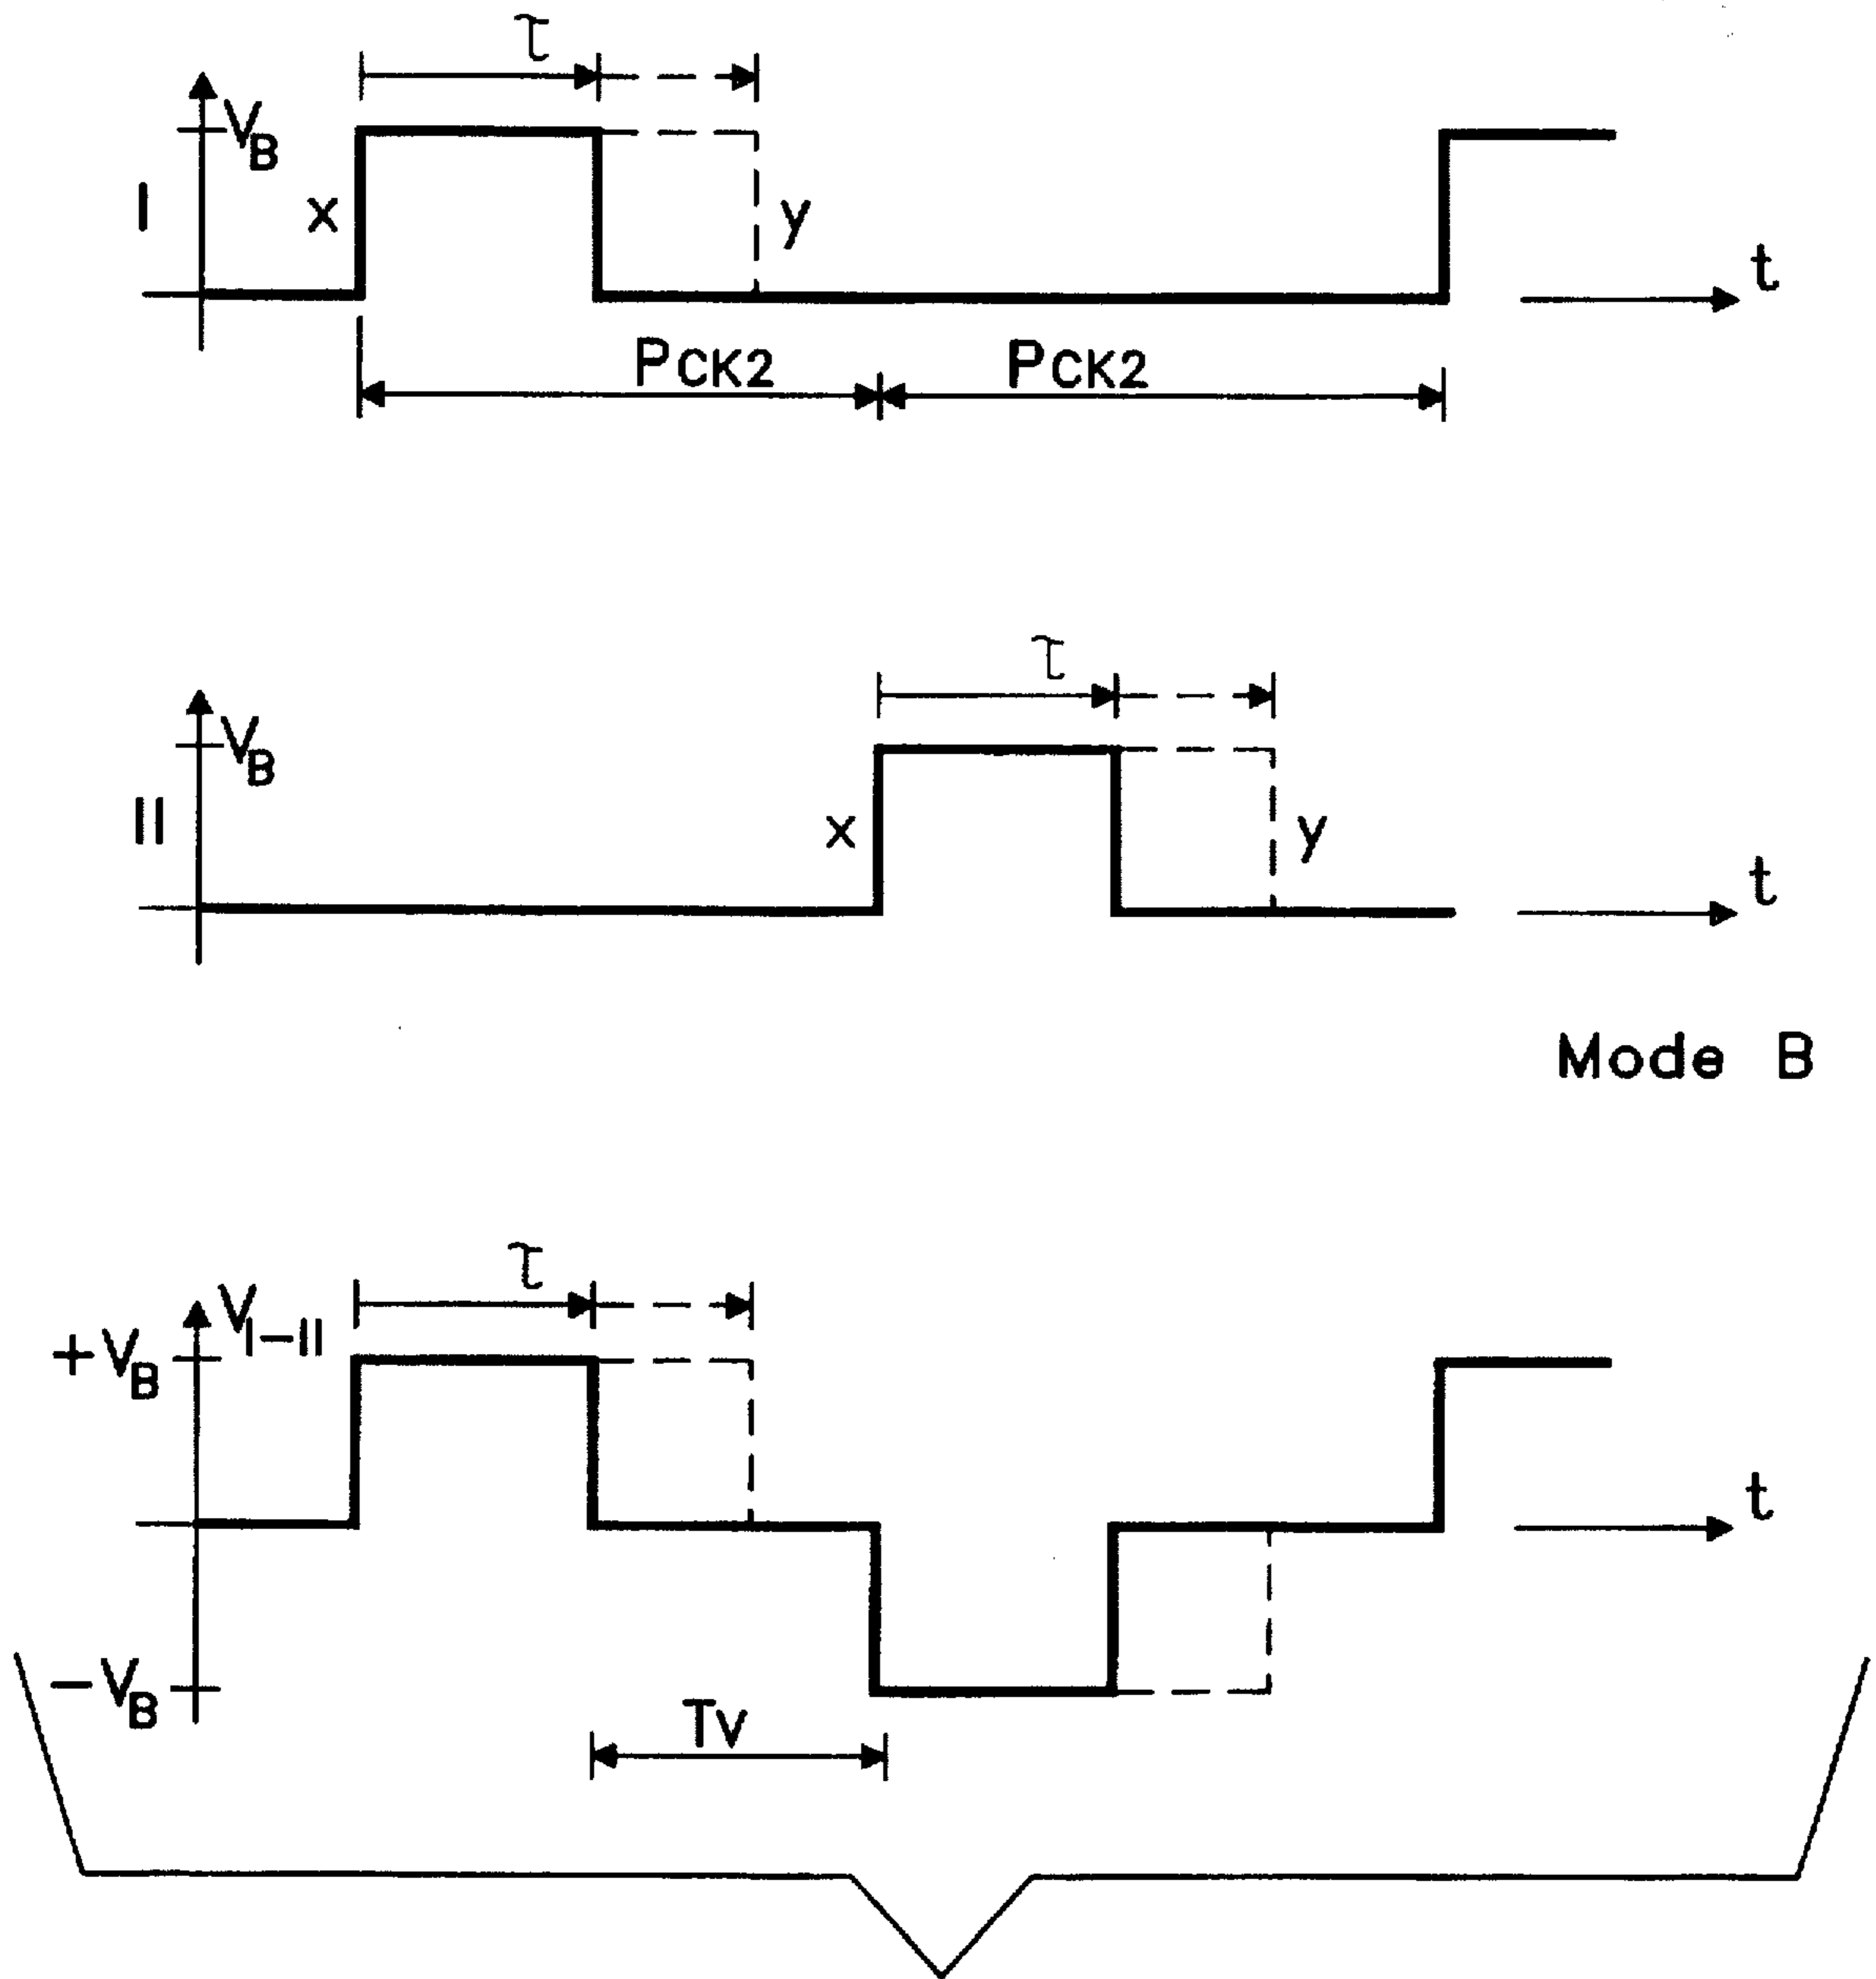 τ
VB
I
x
y
t
PCK2
PCK2
τ
VB
II
x
y
t
Mode B
τ
VI-II
+VB
t
-VB
Tv